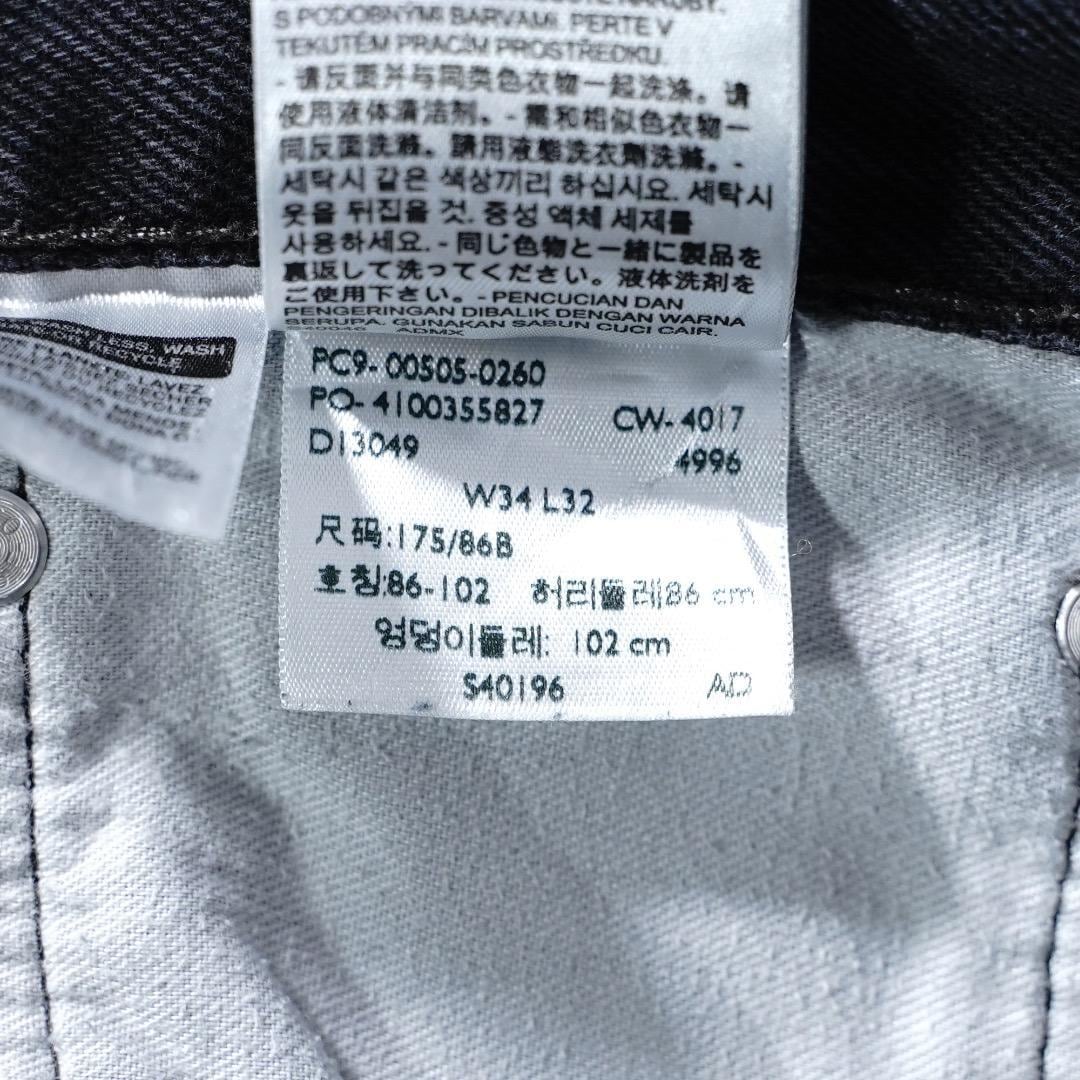 S PODOBNÝMI BARVAMI. PERTE V
TEKUTÉM PRACÍM PROSTŘEDKU.
- 请反面并与同类色衣物一起洗涤。请
使用液体清洁剂。- 需和相似色衣物一
同反面洗滌。請用液態洗衣劑洗滌。-
세탁시 같은 색상끼리 하십시요. 세탁시
옷을 뒤집을 것. 중성 액체 세제를
사용하세요. - 同じ色物と一緒に製品を
裏返して洗ってください。液体洗剤を
ご使用下さい。- PENCUCIAN DAN
PENGERINGAN DIBALIK DENGAN WARNA
SERUPA. GUNAKAN SABUN CUCI CAIR.
ADMX
LESS, WASH
RECYCLE
LAVEZ
PC9-00505-0260
PO-4100355827 CW-4017
D13049 4996
W34 L32
尺码:175/86B
호칭:86-102 허리둘레86 cm
엉덩이둘레: 102 cm
S40196 AD